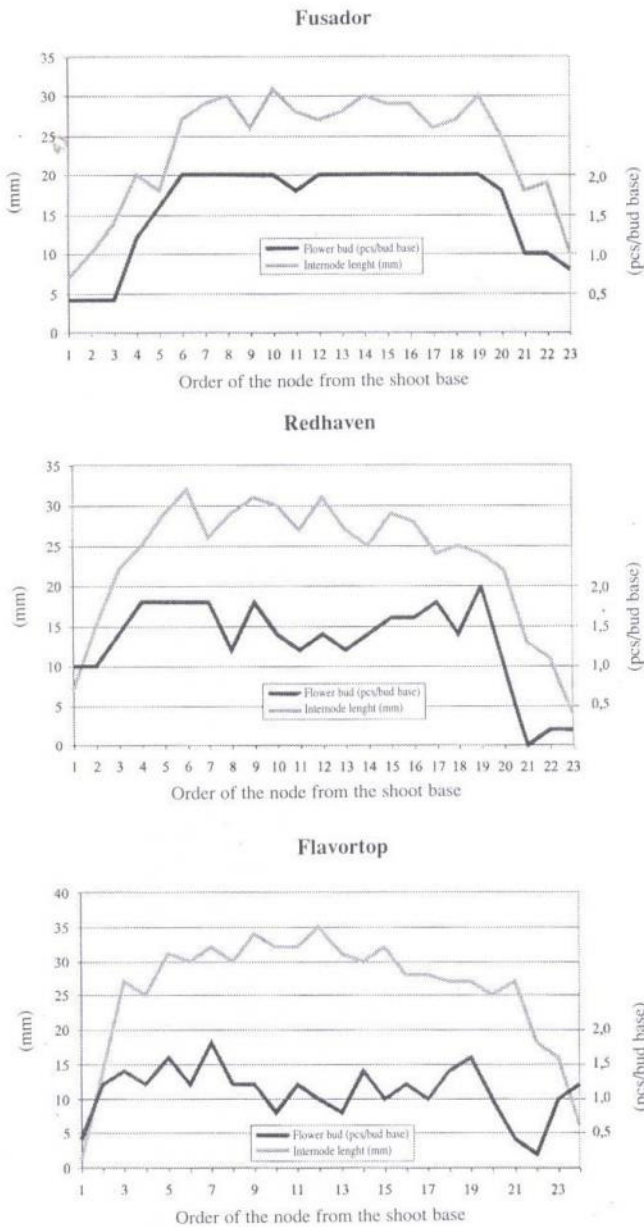 Fusador
35
30
25
20
15
10
5
0
(mm)
2,0
1,5
1,0
0,5
(pcs/bud base)
Flower bud (pcs/bud base)
Internode lenght (mm)
1 2 3 4 5 6 7 8 9 10 11 12 13 14 15 16 17 18 19 20 21 22 23
Order of the node from the shoot base
Redhaven
35
30
25
20
15
10
5
0
(mm)
2,0
1,5
1,0
0,5
(pcs/bud base)
Flower bud (pcs/bud base)
Internode lenght (mm)
1 2 3 4 5 6 7 8 9 10 11 12 13 14 15 16 17 18 19 20 21 22 23
Order of the node from the shoot base
Flavortop
40
35
30
25
20
15
10
5
0
(mm)
2,0
1,5
1,0
0,5
(pcs/bud base)
Flower bud (pcs/bud base)
Internode lenght (mm)
1 3 5 7 9 11 13 15 17 19 21 23
Order of the node from the shoot base